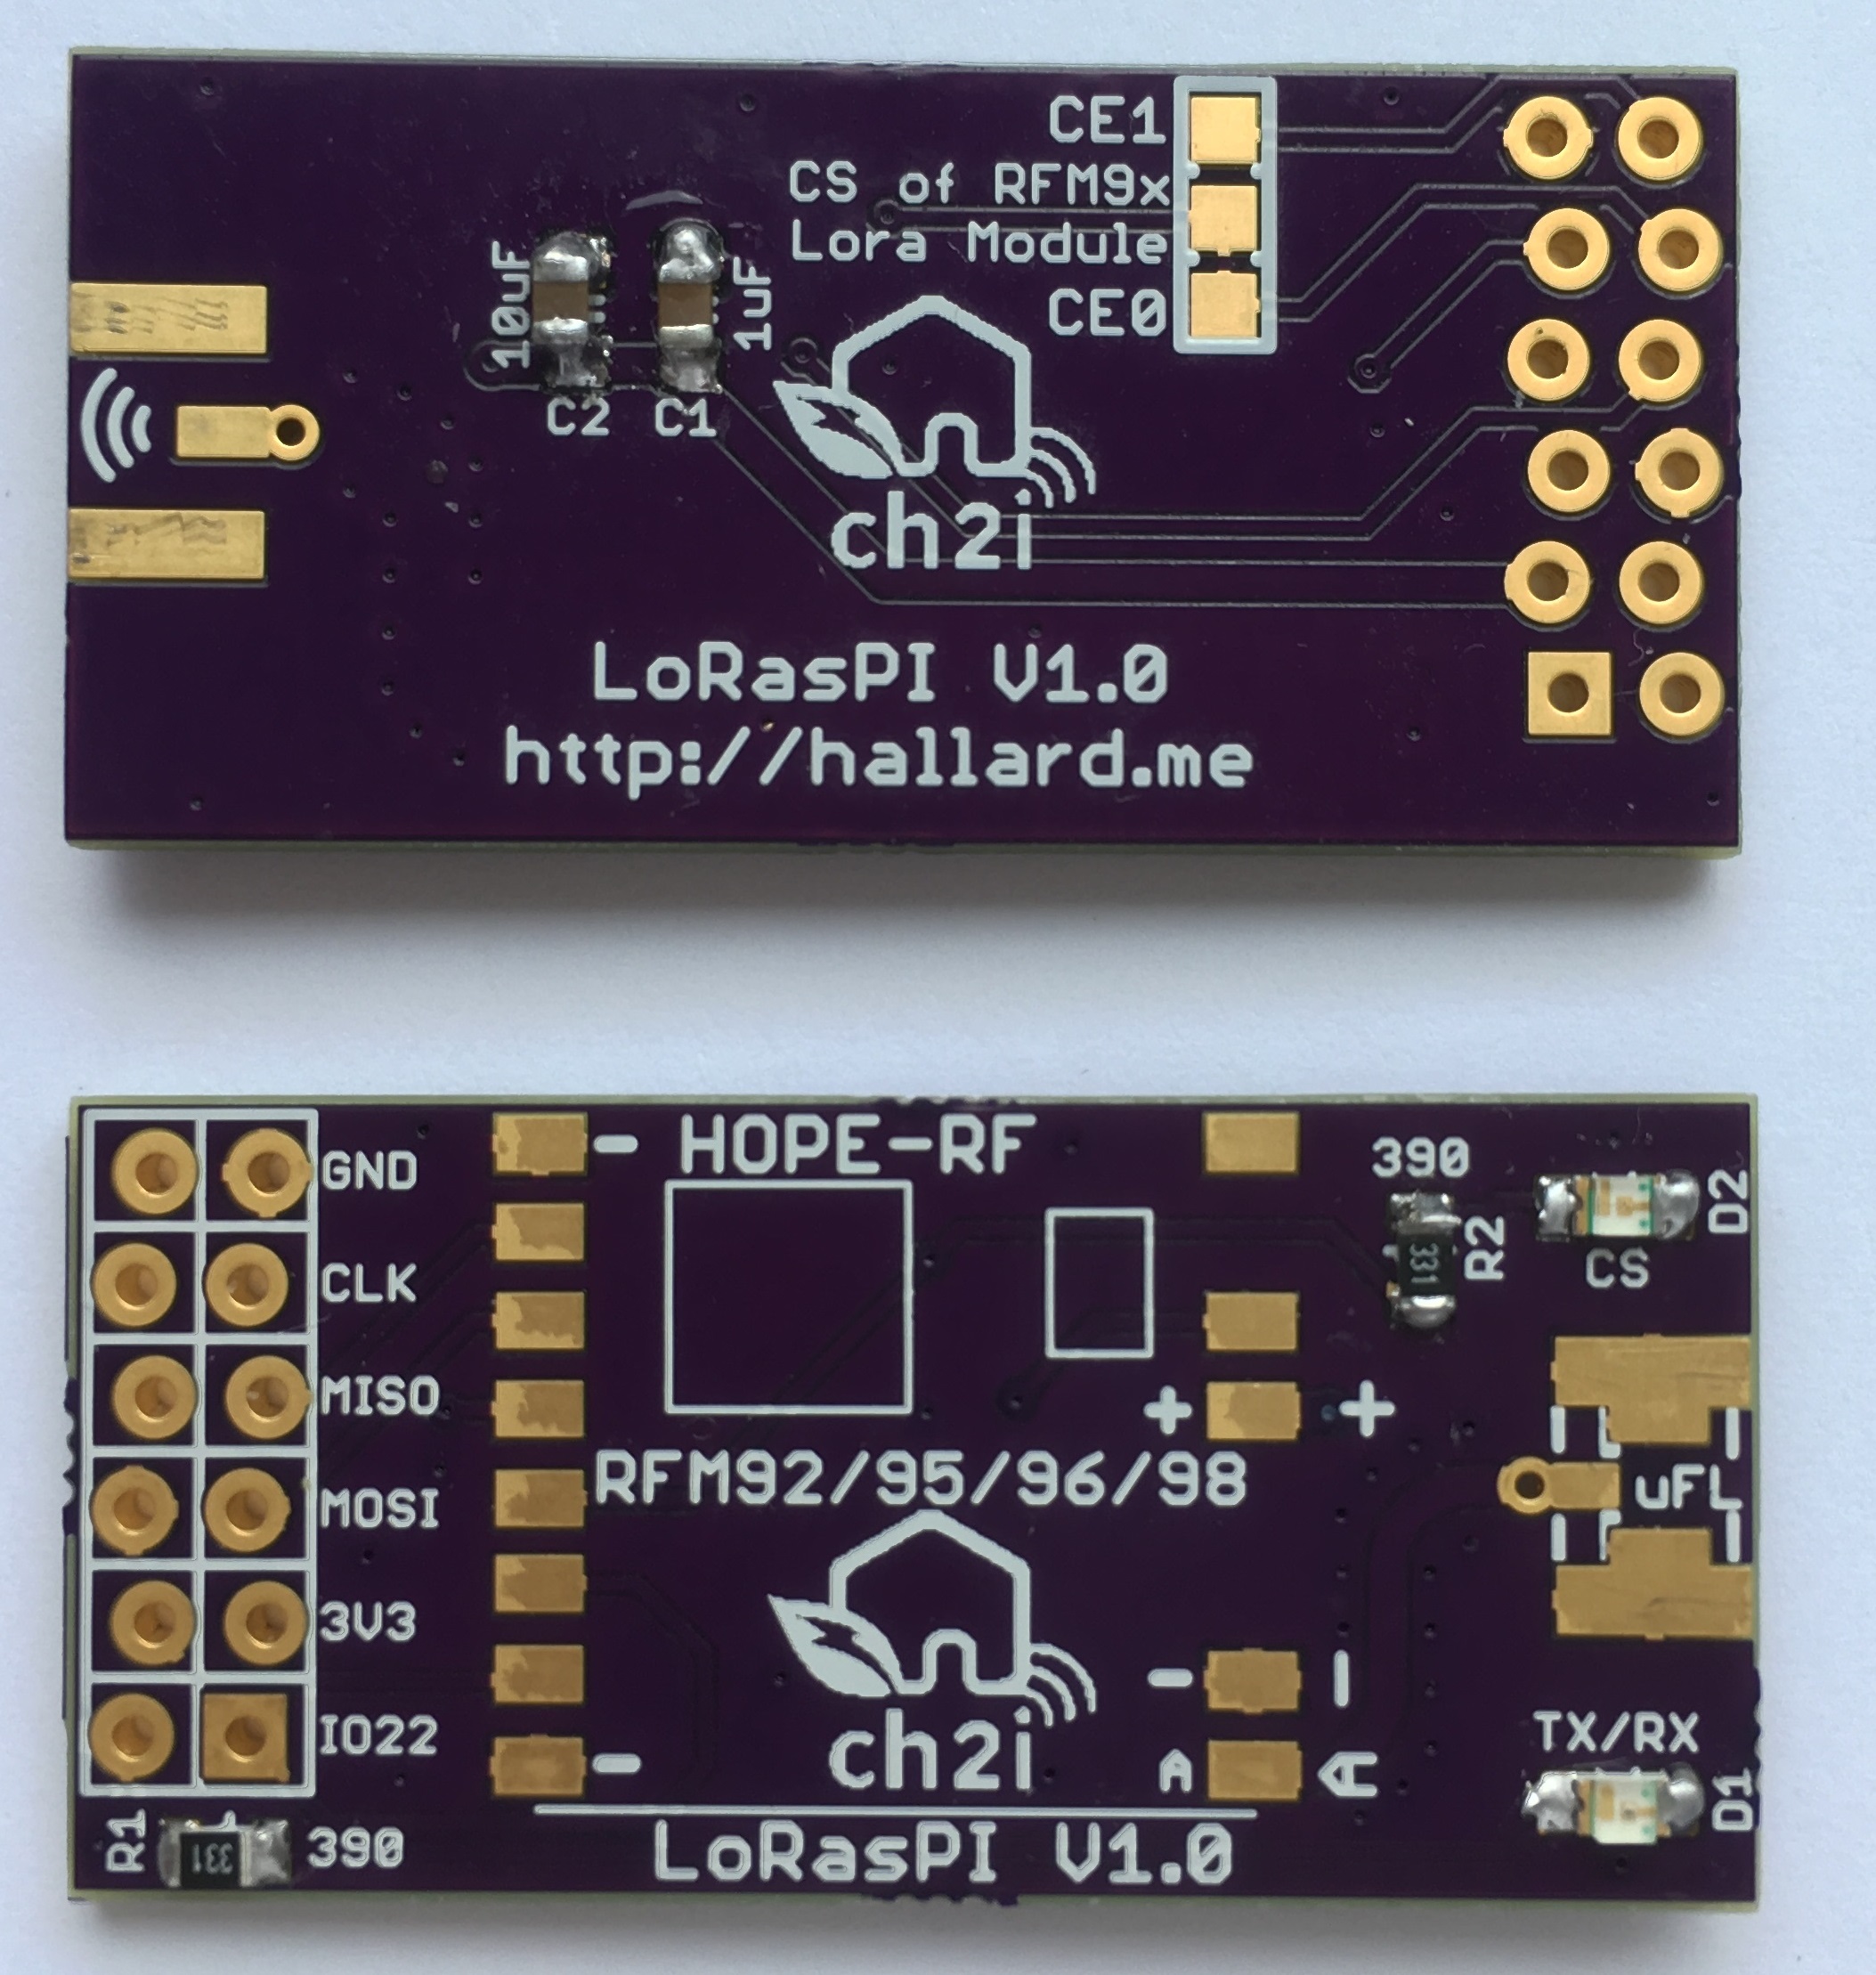 CE1
CS of RFM9x
Lora Module
CE0
10uF
1uF
C2 C1
ch2i
LoRasPI V1.0
http://hallard.me
GND
CLK
MISO
MOSI
3V3
IO22
R1
331
390
- HOPE-RF
390
331
R2
CS
D2
+ +
RFM92/95/96/98
uFL
ch2i
- -
- A A
LoRasPI V1.0
TX/RX
D1